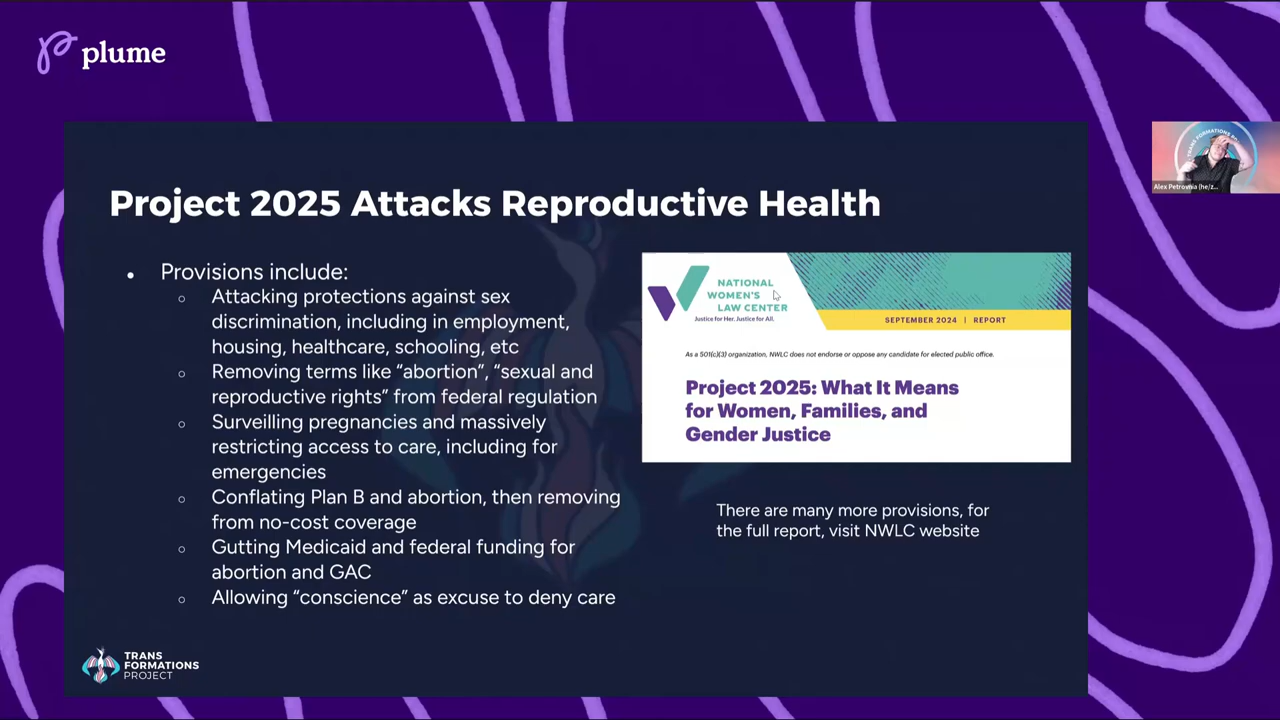 plume
Project 2025 Attacks Reproductive Health
• Provisions include:
○ Attacking protections against sex
discrimination, including in employment,
housing, healthcare, schooling, etc
○ Removing terms like “abortion”, “sexual and
reproductive rights” from federal regulation
○ Surveilling pregnancies and massively
restricting access to care, including for
emergencies
○ Conflating Plan B and abortion, then removing
from no-cost coverage
○ Gutting Medicaid and federal funding for
abortion and GAC
○ Allowing “conscience” as excuse to deny care
NATIONAL
WOMEN'S
LAW CENTER
Justice for Her. Justice for All.
SEPTEMBER 2024 | REPORT
As a 501(c)(3) organization, NWLC does not endorse or oppose any candidate for elected public office.
Project 2025: What It Means
for Women, Families, and
Gender Justice
There are many more provisions, for
the full report, visit NWLC website
TRANS
FORMATIONS
PROJECT
TRANS FORMATIONS
Alex Petrovnia (he/z...